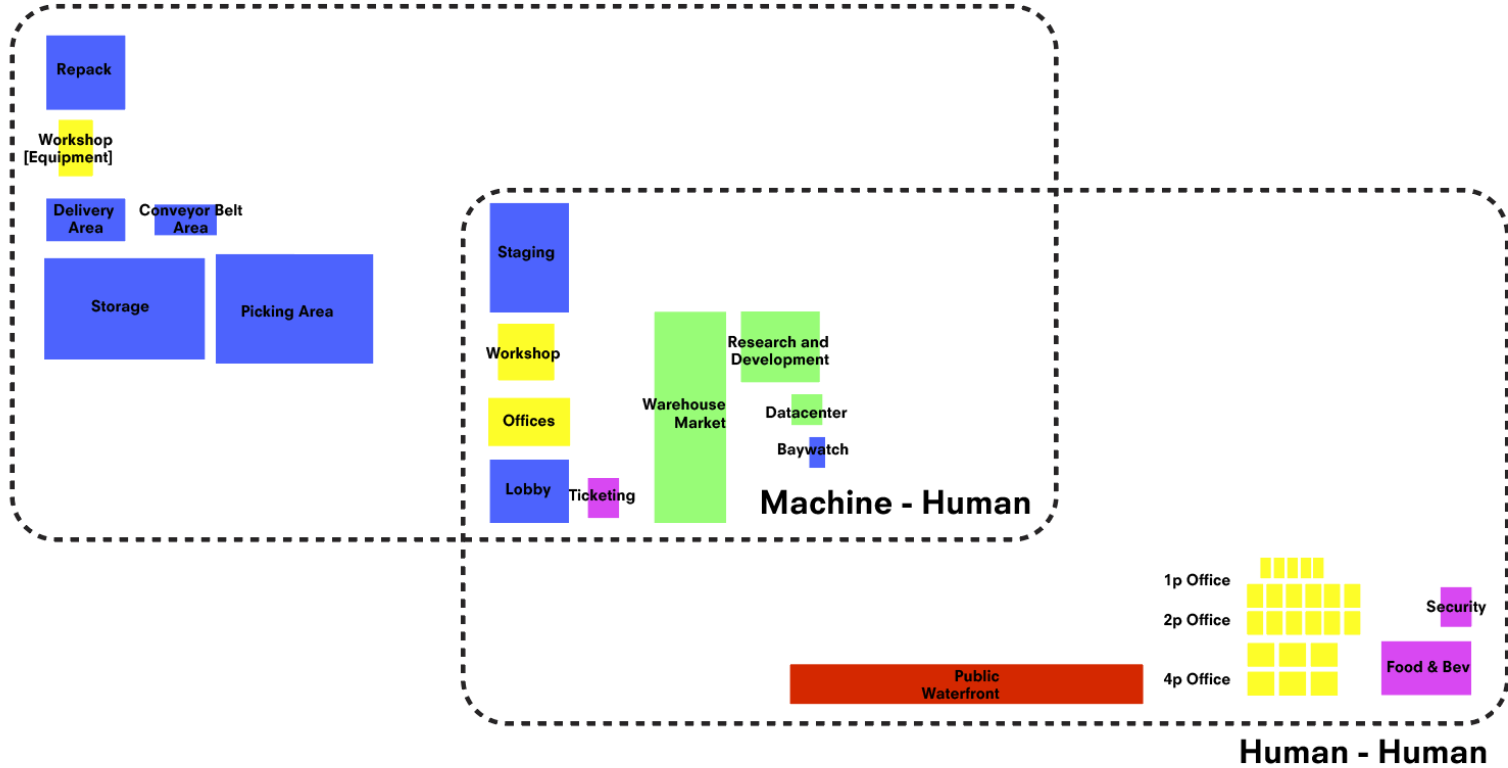 Repack
Workshop
[Equipment]
Delivery
Area
Conveyor Belt
Area
Storage
Picking Area
Staging
Workshop
Offices
Lobby
Ticketing
Warehouse
Market
Research and
Development
Datacenter
Baywatch
Machine - Human
1p Office
2p Office
4p Office
Security
Food & Bev
Public
Waterfront
Human - Human